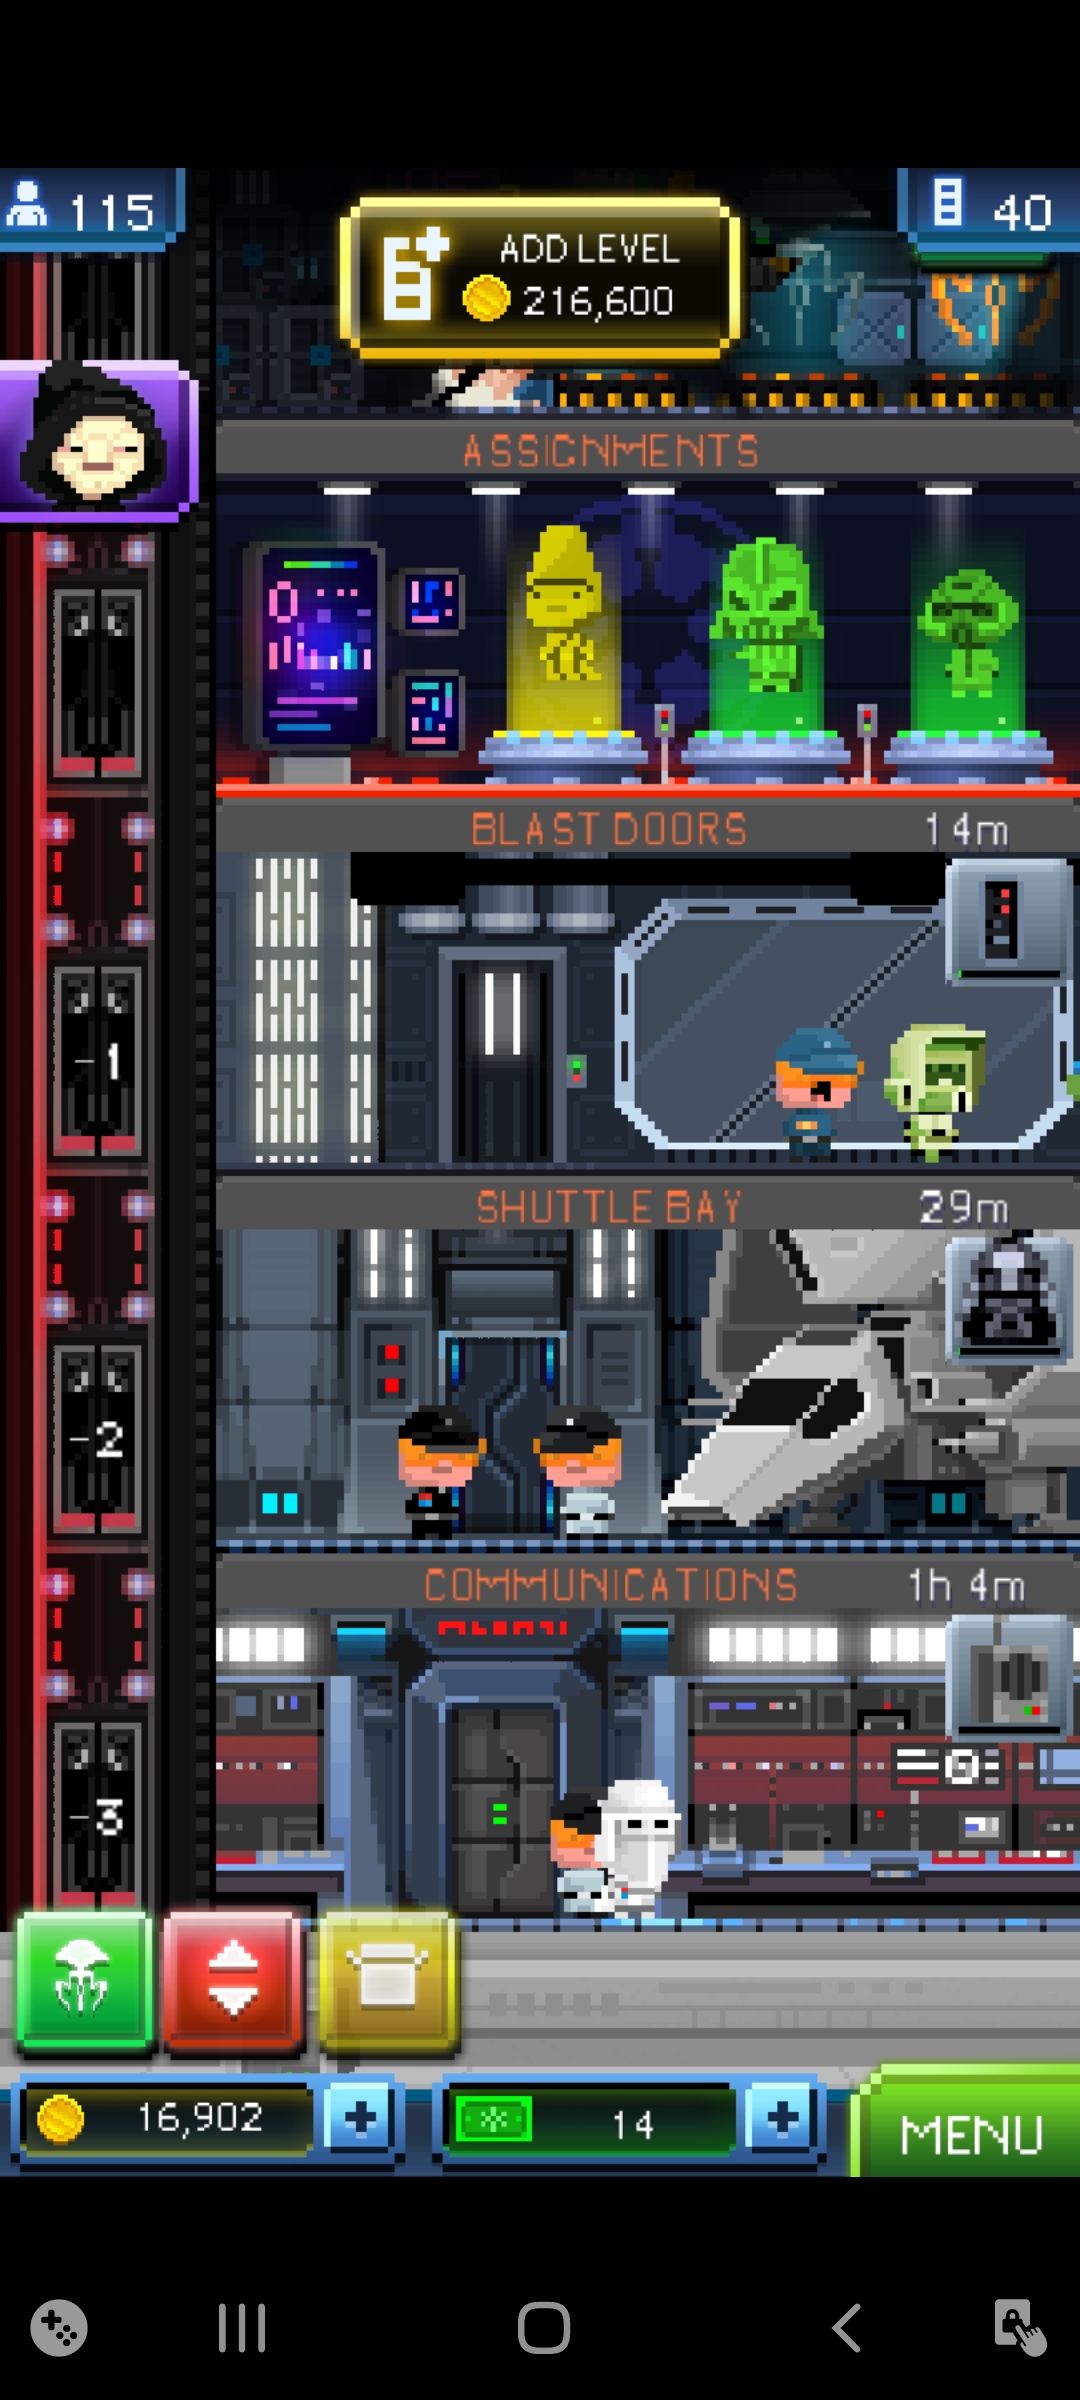 115
ADD LEVEL
216,600
40
ASSIGNMENTS
BLAST DOORS
14m
-1
SHUTTLE BAY
29m
-2
COMMUNICATIONS
1h 4m
-3
16,902
14
MENU